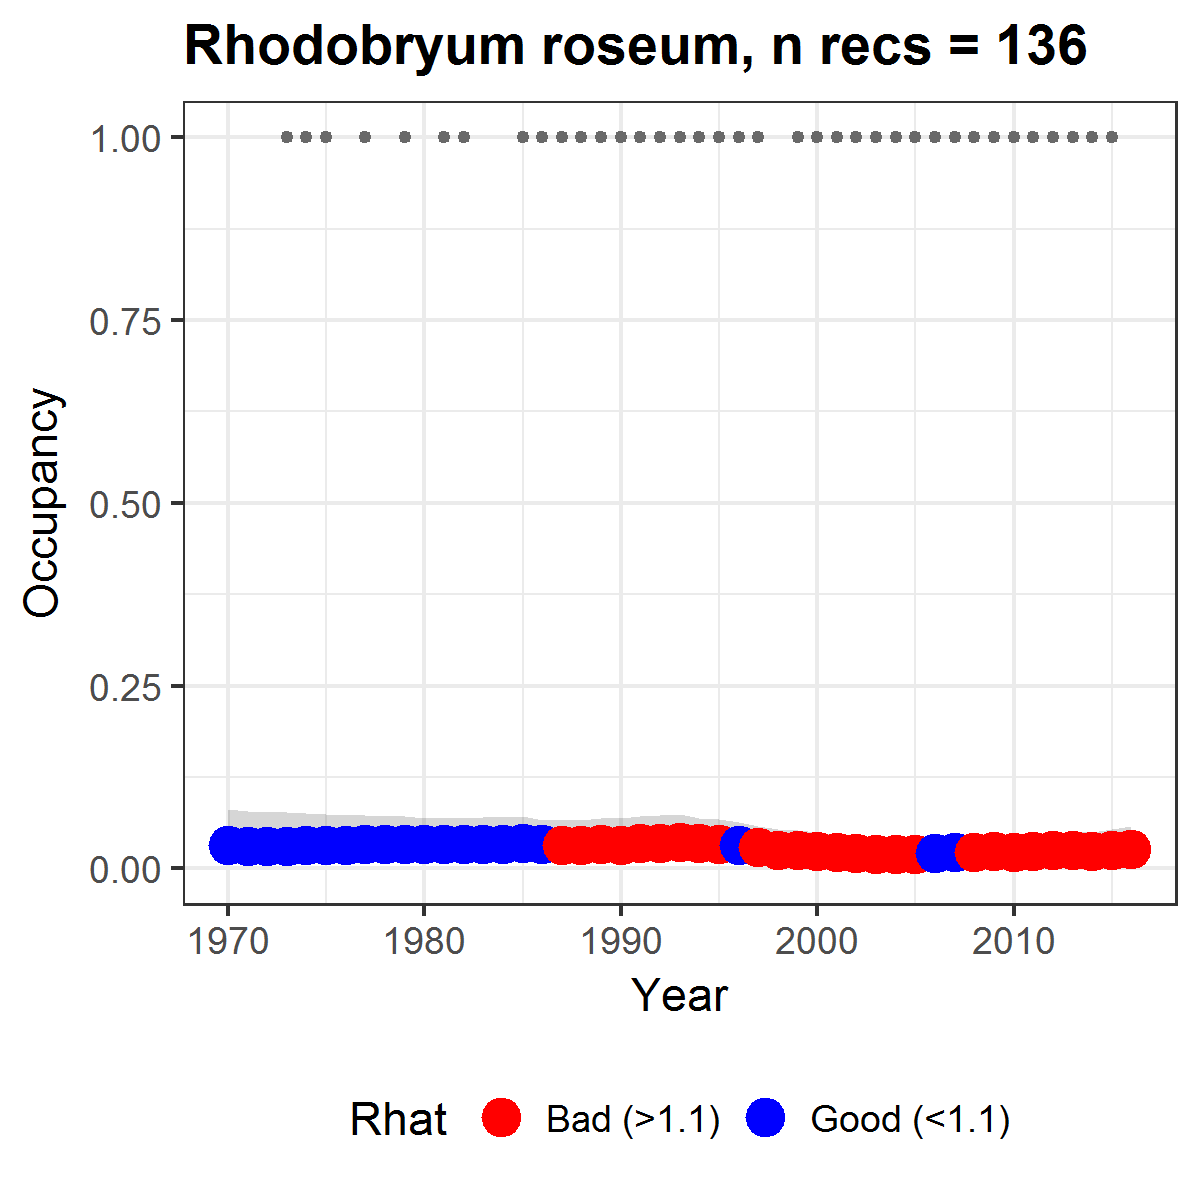 Rhodobryum roseum, n recs = 136
1.00
0.75
0.50
0.25
0.00
Occupancy
1970 1980 1990 2000 2010
Year
Rhat Bad (>1.1) Good (<1.1)